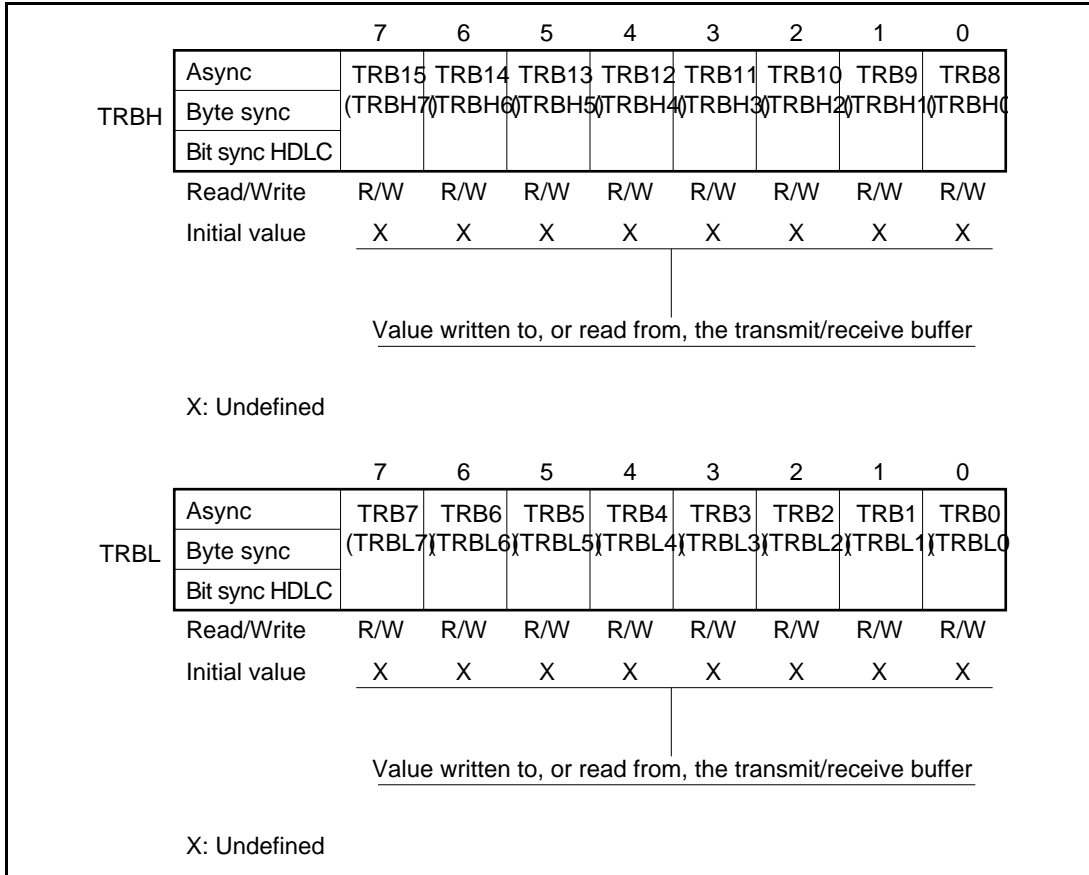 7 6 5 4 3 2 1 0
Async TRB15 TRB14 TRB13 TRB12 TRB11 TRB10 TRB9 TRB8
TRBH Byte sync (TRBH7) (TRBH6) (TRBH5) (TRBH4) (TRBH3) (TRBH2) (TRBH1) (TRBH0
Bit sync HDLC
Read/Write R/W R/W R/W R/W R/W R/W R/W R/W
Initial value X X X X X X X X
Value written to, or read from, the transmit/receive buffer
X: Undefined
7 6 5 4 3 2 1 0
Async TRB7 TRB6 TRB5 TRB4 TRB3 TRB2 TRB1 TRB0
TRBL Byte sync (TRBL7) (TRBL6) (TRBL5) (TRBL4) (TRBL3) (TRBL2) (TRBL1) (TRBL0
Bit sync HDLC
Read/Write R/W R/W R/W R/W R/W R/W R/W R/W
Initial value X X X X X X X X
Value written to, or read from, the transmit/receive buffer
X: Undefined